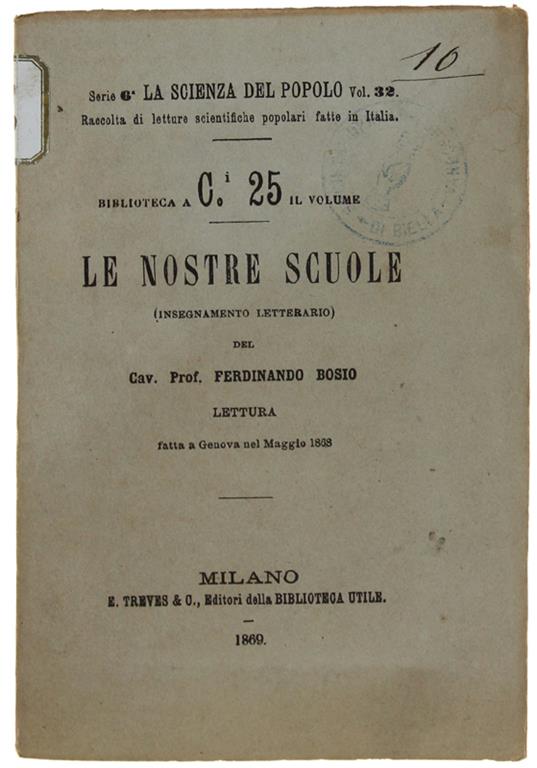 10
Serie 6ª LA SCIENZA DEL POPOLO Vol. 32.
Raccolta di letture scientifiche popolari fatte in Italia.
BIBLIOTECA A C.i 25 IL VOLUME
LE NOSTRE SCUOLE
(INSEGNAMENTO LETTERARIO)
DEL
Cav. Prof. FERDINANDO BOSIO
LETTURA
fatta a Genova nel Maggio 1868
MILANO
E. TREVES & C., Editori della BIBLIOTECA UTILE.
1869.
DI BIELLA